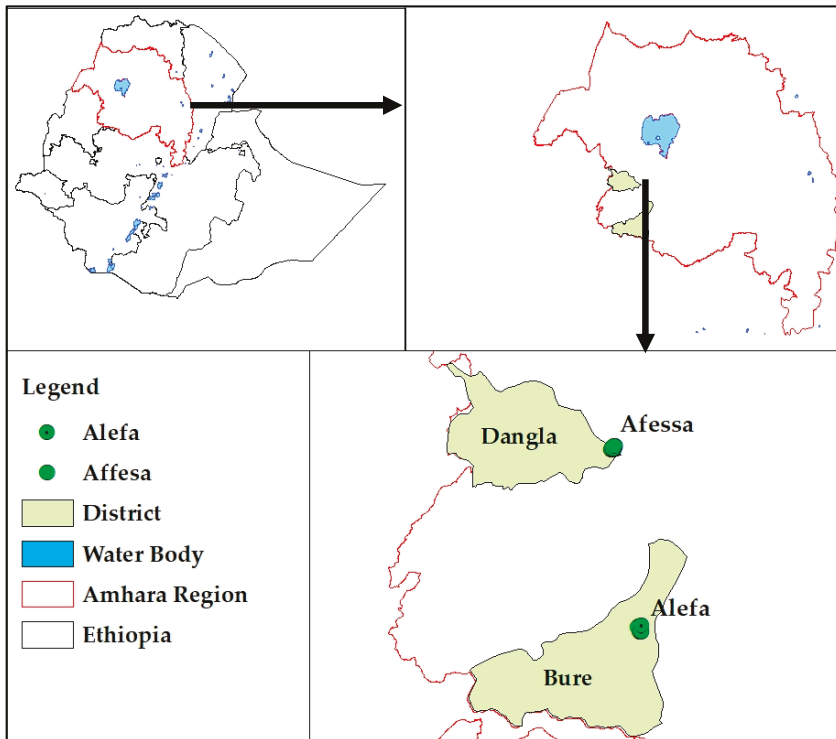 Legend
Alefa
Affesa
District
Water Body
Amhara Region
Ethiopia
Dangla
Afessa
Alefa
Bure